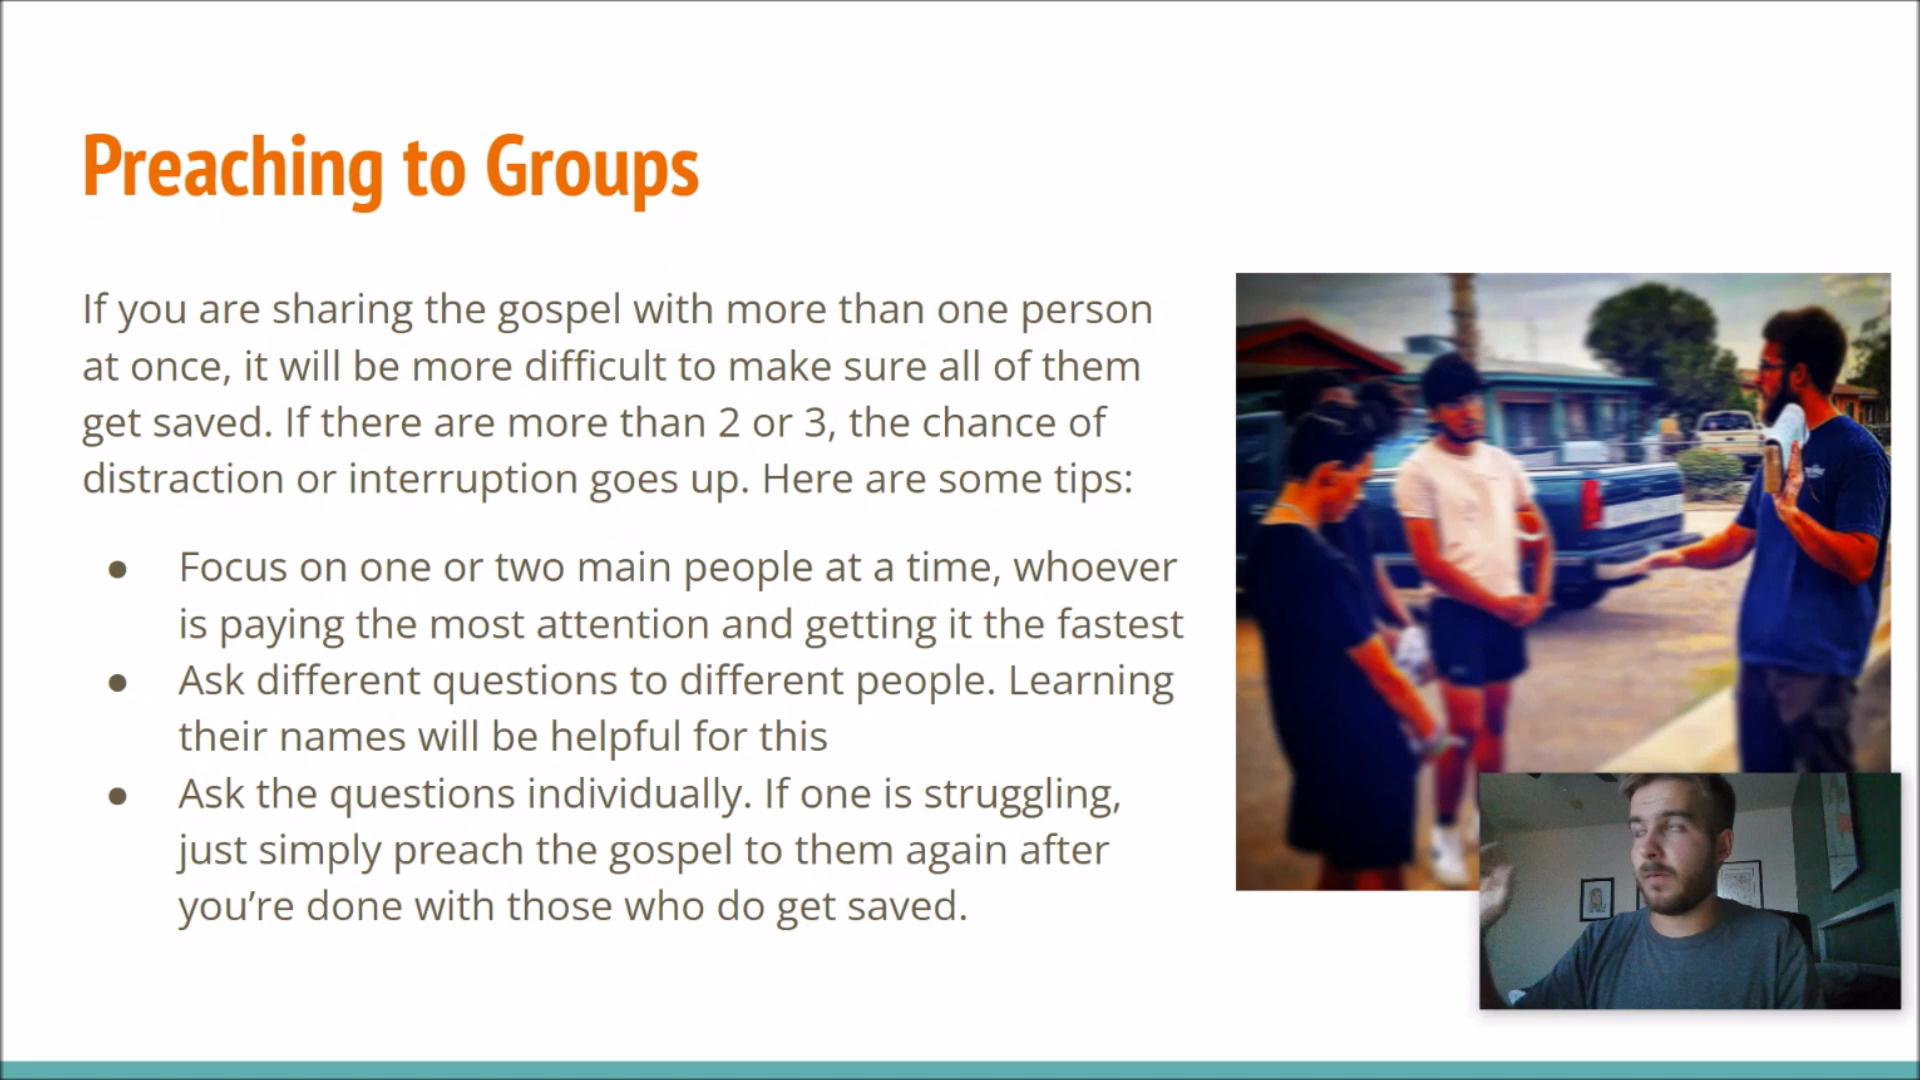 Preaching to Groups
If you are sharing the gospel with more than one person
at once, it will be more difficult to make sure all of them
get saved. If there are more than 2 or 3, the chance of
distraction or interruption goes up. Here are some tips:
● Focus on one or two main people at a time, whoever
is paying the most attention and getting it the fastest
● Ask different questions to different people. Learning
their names will be helpful for this
● Ask the questions individually. If one is struggling,
just simply preach the gospel to them again after
you’re done with those who do get saved.